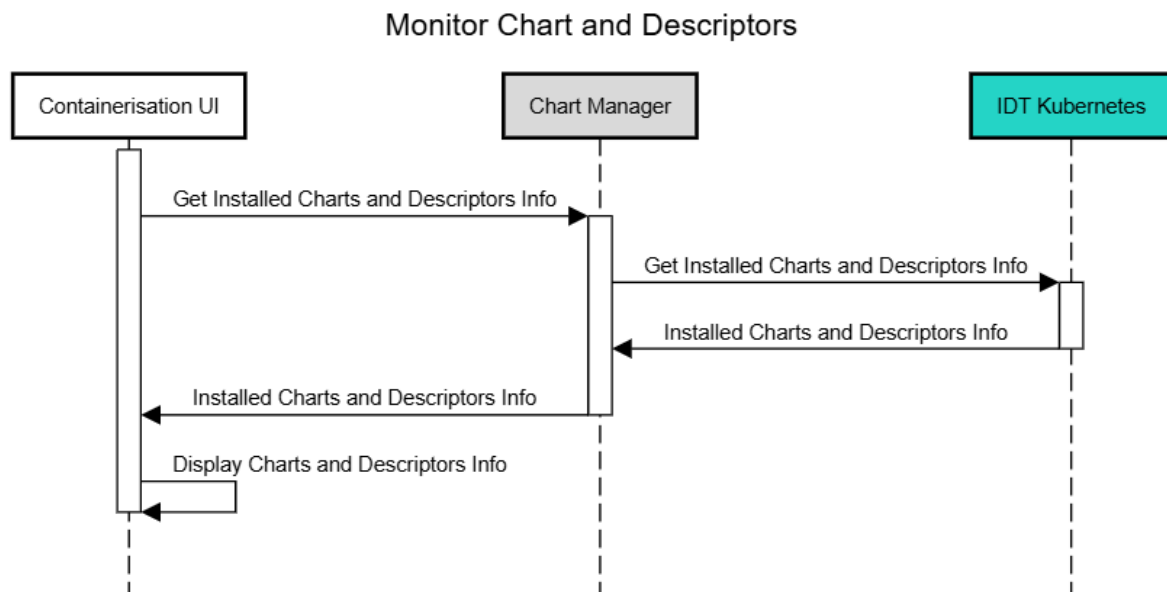 Monitor Chart and Descriptors
Containerisation UI
Chart Manager
IDT Kubernetes
Get Installed Charts and Descriptors Info
Get Installed Charts and Descriptors Info
Installed Charts and Descriptors Info
Installed Charts and Descriptors Info
Display Charts and Descriptors Info